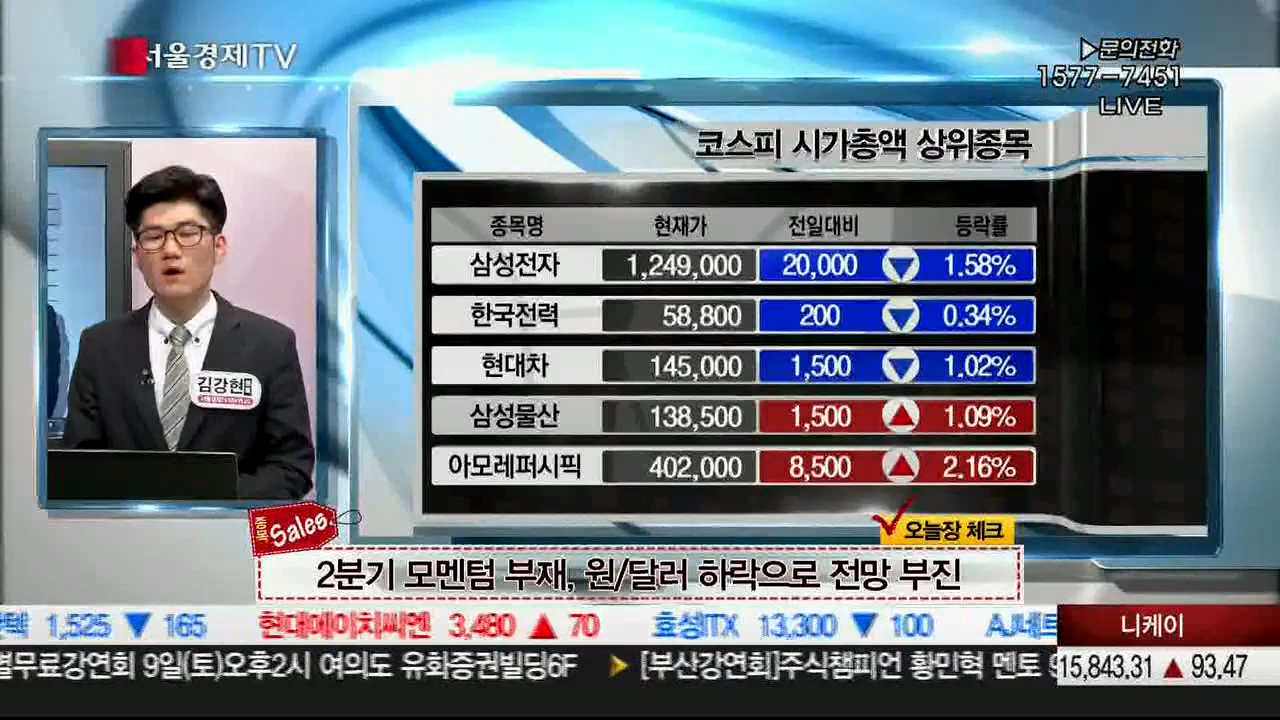 서울경제TV
▶문의전화
1577-7451
LIVE
코스피 시가총액 상위종목
종목명 현재가 전일대비 등락률
삼성전자 1,249,000 20,000 ▼ 1.58%
한국전력 58,800 200 ▼ 0.34%
현대차 145,000 1,500 ▼ 1.02%
삼성물산 138,500 1,500 ▲ 1.09%
아모레퍼시픽 402,000 8,500 ▲ 2.16%
김강현
Sales
오늘장 체크
2분기 모멘텀 부재, 원/달러 하락으로 전망 부진
1,525 ▼ 165 현대에이치씨엔 3,480 ▲ 70 효성ITX 13,300 ▼ 100 AJ네트
니케이
별무료강연회 9일(토)오후2시 여의도 유화증권빌딩6F ▶ [부산강연회]주식챔피언 황민혁 멘토
15,843.31 ▲ 93.47